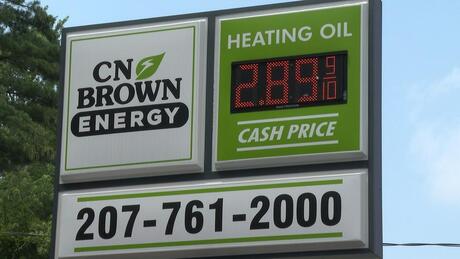 CN
BROWN
ENERGY
HEATING OIL
2.89 9/10
CASH PRICE
207-761-2000